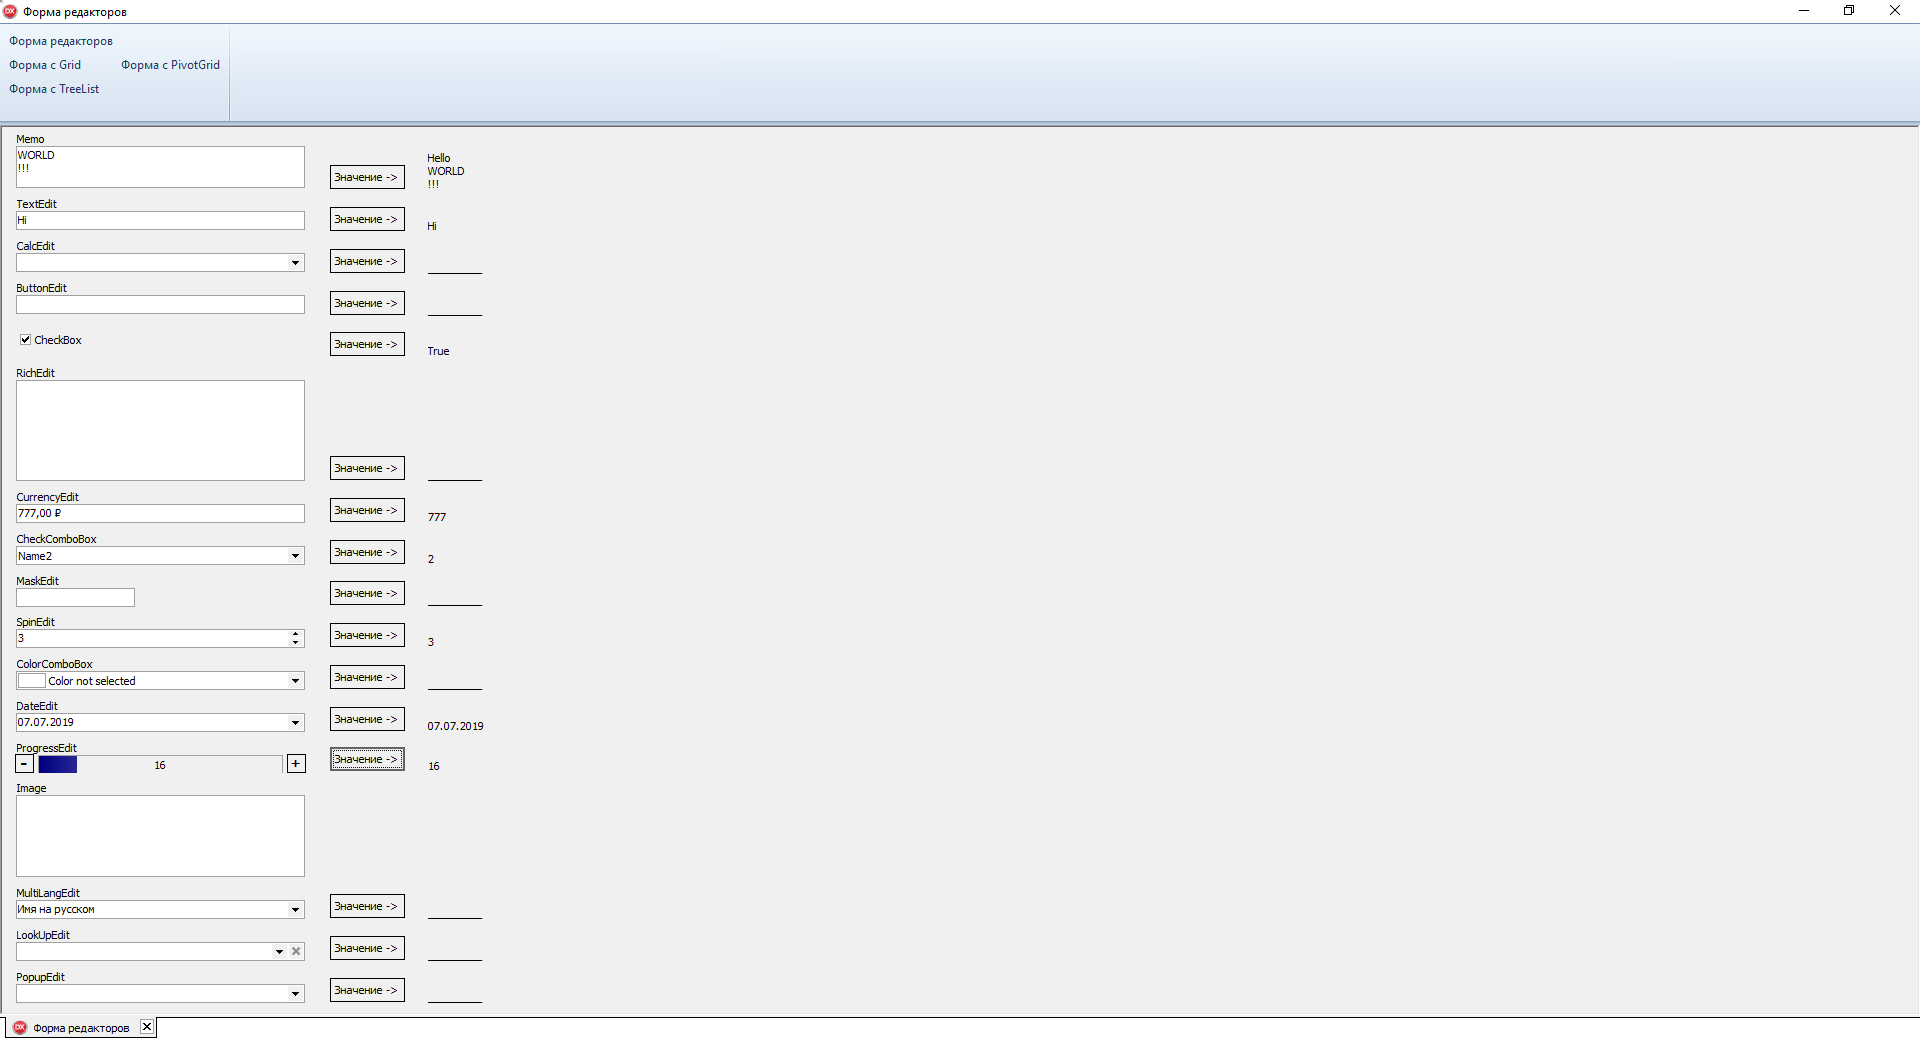 DX Форма редакторов
Форма редакторов
Форма с Grid Форма с PivotGrid
Форма с TreeList
Memo
WORLD
!!!
Значение ->
Hello
WORLD
!!!
TextEdit
Hi
Значение ->
Hi
CalcEdit
Значение ->
ButtonEdit
Значение ->
CheckBox
Значение ->
True
RichEdit
Значение ->
CurrencyEdit
777,00 ₽
Значение ->
777
CheckComboBox
Name2
Значение ->
2
MaskEdit
Значение ->
SpinEdit
3
Значение ->
3
ColorComboBox
Color not selected
Значение ->
DateEdit
07.07.2019
Значение ->
07.07.2019
ProgressEdit
- 16 +
Значение ->
16
Image
MultiLangEdit
Имя на русском
Значение ->
LookUpEdit
Значение ->
PopupEdit
Значение ->
DX Форма редакторов